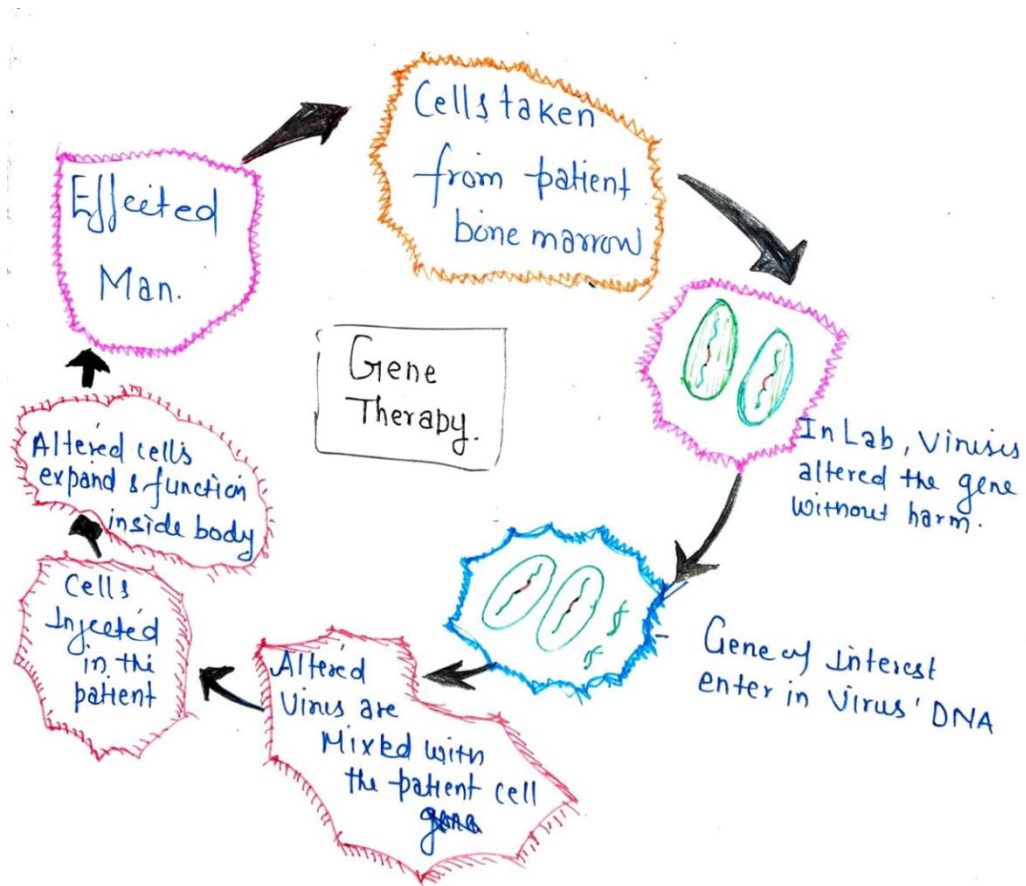 Effected
Man.
Cells taken
from patient
bone marrow
In Lab, Viruses
altered the gene
without harm.
Gene of interest
enter in Virus' DNA
Altered
Virus are
Mixed with
the patient cell
Cells
Injected
in the
patient
Altered cells
expand & function
inside body
Gene
Therapy.